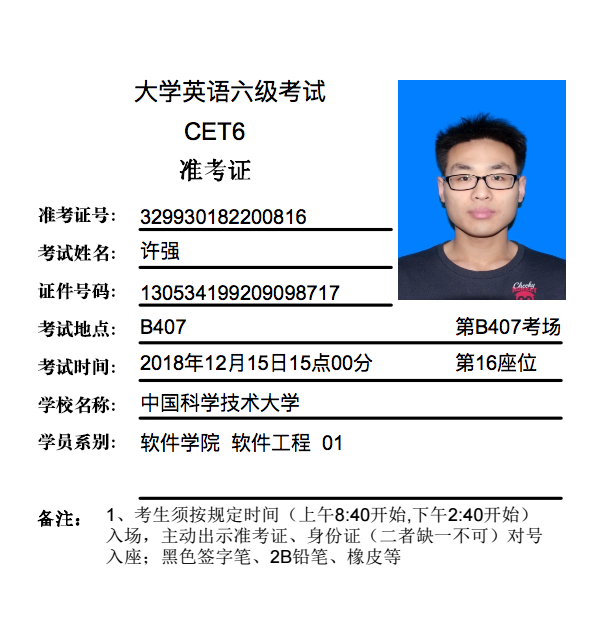 大学英语六级考试
CET6
准考证
准考证号: 329930182200816
考试姓名: 许强
证件号码: 130534199209098717
考试地点: B407 第B407考场
考试时间: 2018年12月15日15点00分 第16座位
学校名称: 中国科学技术大学
学员系别: 软件学院 软件工程 01
备注: 1、考生须按规定时间（上午8:40开始,下午2:40开始）
入场，主动出示准考证、身份证（二者缺一不可）对号
入座；黑色签字笔、2B铅笔、橡皮等
Cheeky